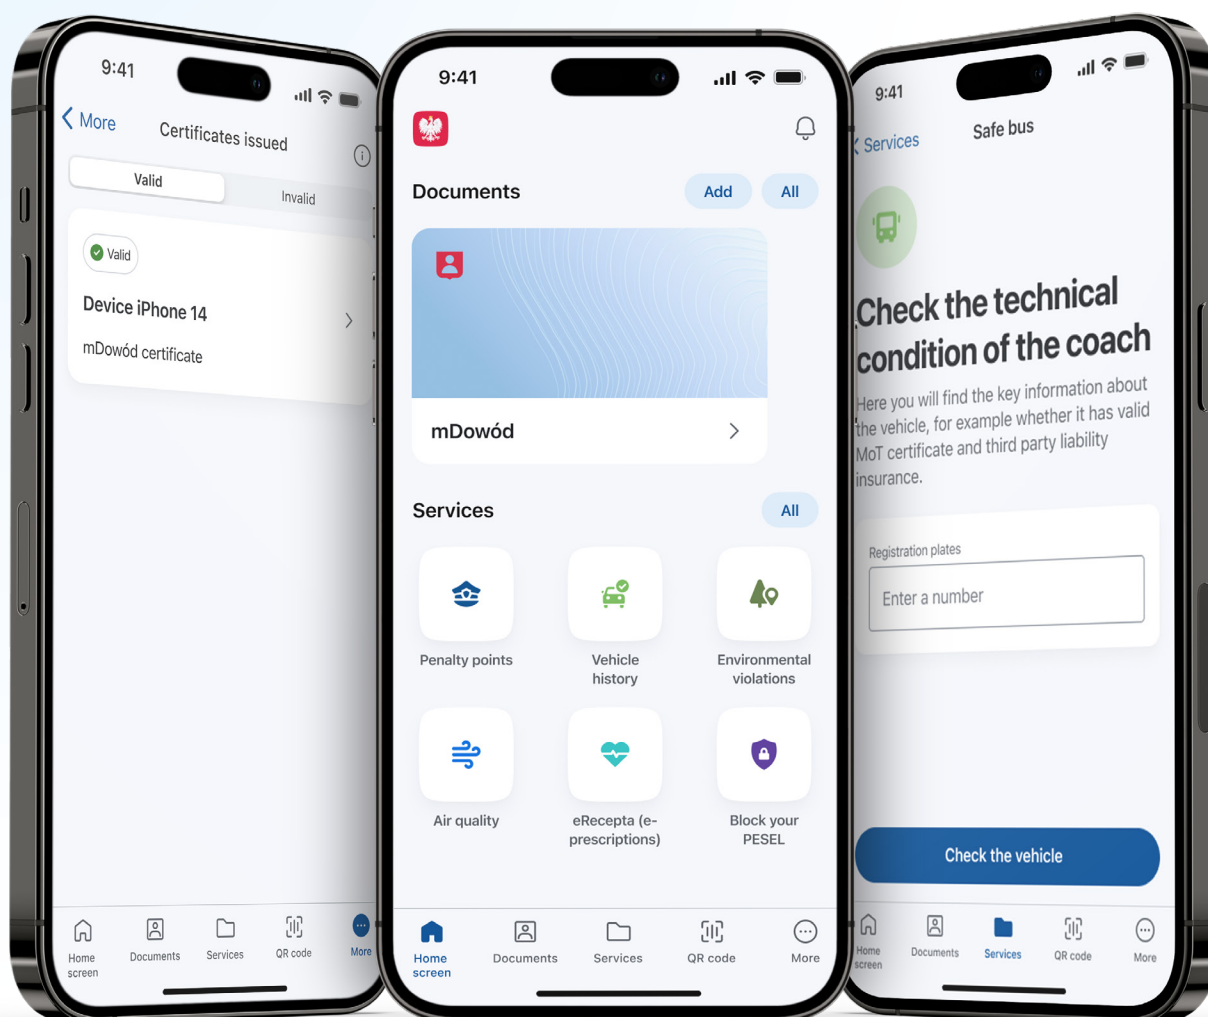 9:41
More
Certificates issued
Valid
Invalid
Valid
Device iPhone 14
mDowód certificate
Home
screen
Documents
Services
QR code
More
9:41
Documents
Add
All
mDowód
Services
All
Penalty points
Vehicle
history
Environmental
violations
Air quality
eRecepta (e-
prescriptions)
Block your
PESEL
Home
screen
Documents
Services
QR code
More
9:41
Services
Safe bus
Check the technical
condition of the coach
Here you will find the key information about
the vehicle, for example whether it has valid
MoT certificate and third party liability
insurance.
Registration plates
Enter a number
Check the vehicle
Home
screen
Documents
Services
QR code
More